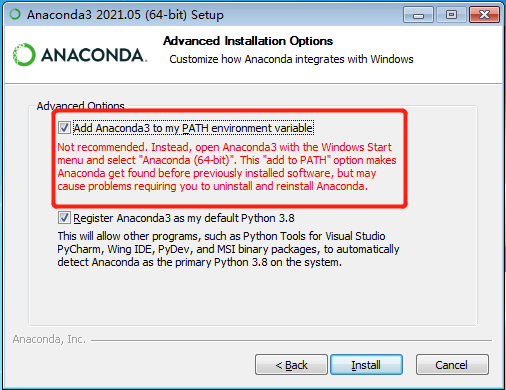 Anaconda3 2021.05 (64-bit) Setup
ANACONDA.
Advanced Installation Options
Customize how Anaconda integrates with Windows
Advanced Options
Add Anaconda3 to my PATH environment variable
Not recommended. Instead, open Anaconda3 with the Windows Start
menu and select "Anaconda (64-bit)". This "add to PATH" option makes
Anaconda get found before previously installed software, but may
cause problems requiring you to uninstall and reinstall Anaconda.
Register Anaconda3 as my default Python 3.8
This will allow other programs, such as Python Tools for Visual Studio
PyCharm, Wing IDE, PyDev, and MSI binary packages, to automatically
detect Anaconda as the primary Python 3.8 on the system.
Anaconda, Inc.
< Back
Install
Cancel